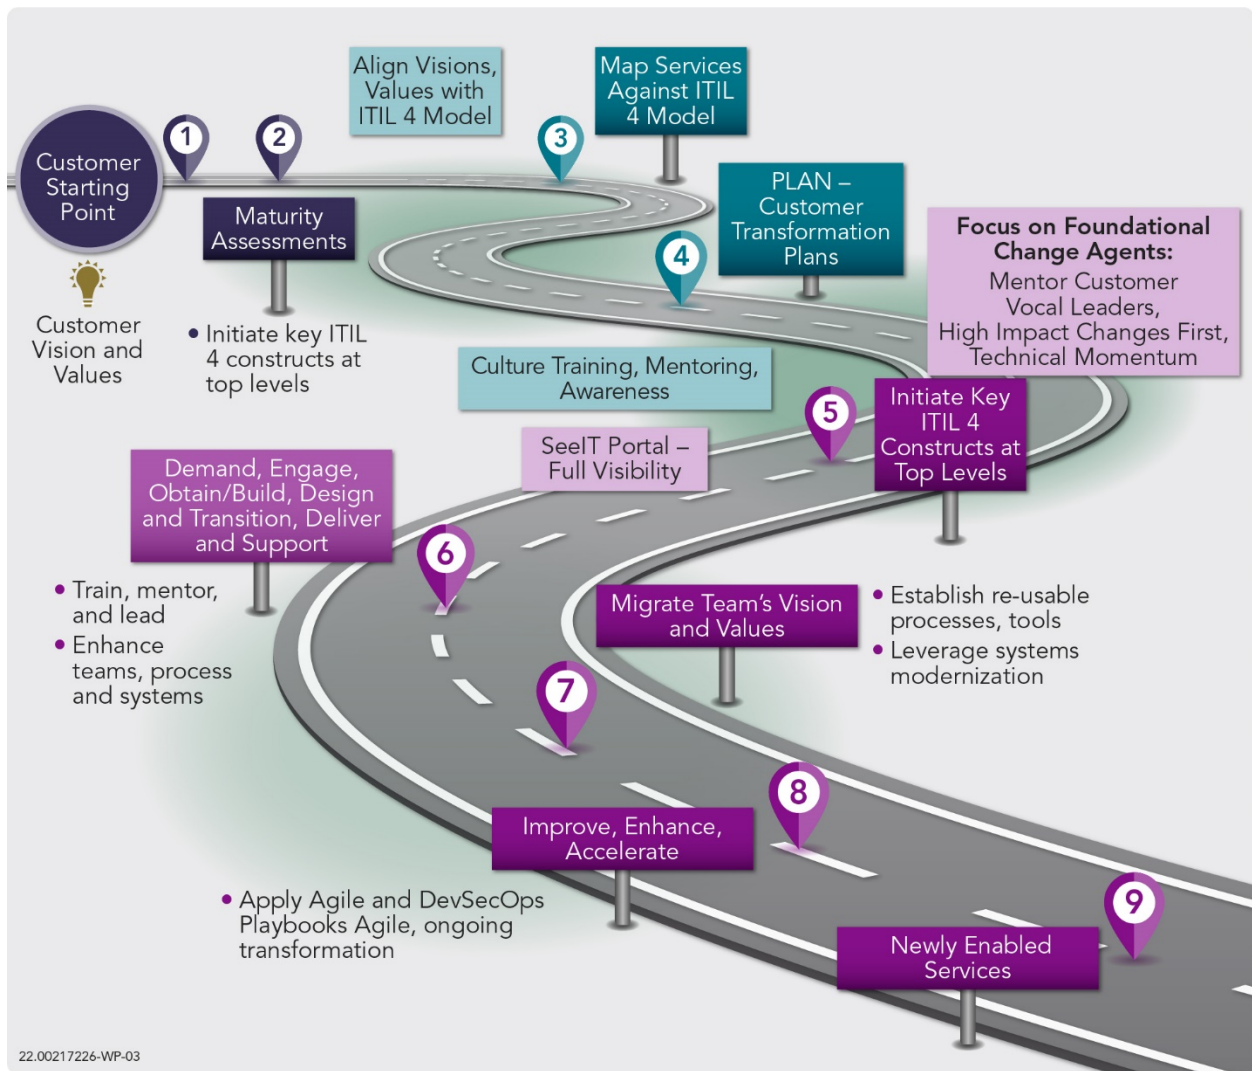 Customer
Starting
Point
Customer
Vision and
Values
1
2
Maturity
Assessments
• Initiate key ITIL
4 constructs at
top levels
Align Visions,
Values with
ITIL 4 Model
3
Map Services
Against ITIL
4 Model
4
PLAN –
Customer
Transformation
Plans
Focus on Foundational
Change Agents:
Mentor Customer
Vocal Leaders,
High Impact Changes First,
Technical Momentum
Culture Training, Mentoring,
Awareness
5
Initiate Key
ITIL 4
Constructs at
Top Levels
SeeIT Portal –
Full Visibility
• Establish re-usable
processes, tools
• Leverage systems
modernization
Demand, Engage,
Obtain/Build, Design
and Transition, Deliver
and Support
6
• Train, mentor,
and lead
• Enhance
teams, process
and systems
Migrate Team’s Vision
and Values
7
Improve, Enhance,
Accelerate
8
• Apply Agile and DevSecOps
Playbooks Agile, ongoing
transformation
9
Newly Enabled
Services
22.00217226-WP-03